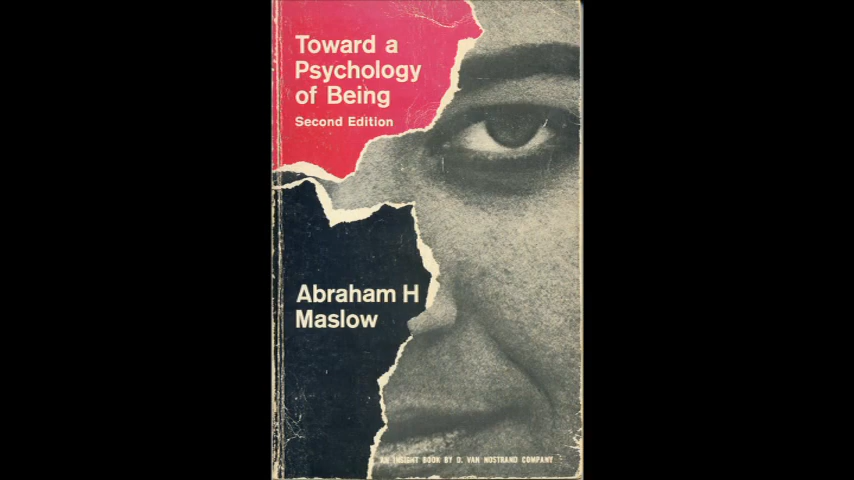 Toward a
Psychology
of Being
Second Edition
Abraham H
Maslow
AN INSIGHT BOOK BY D. VAN NOSTRAND COMPANY